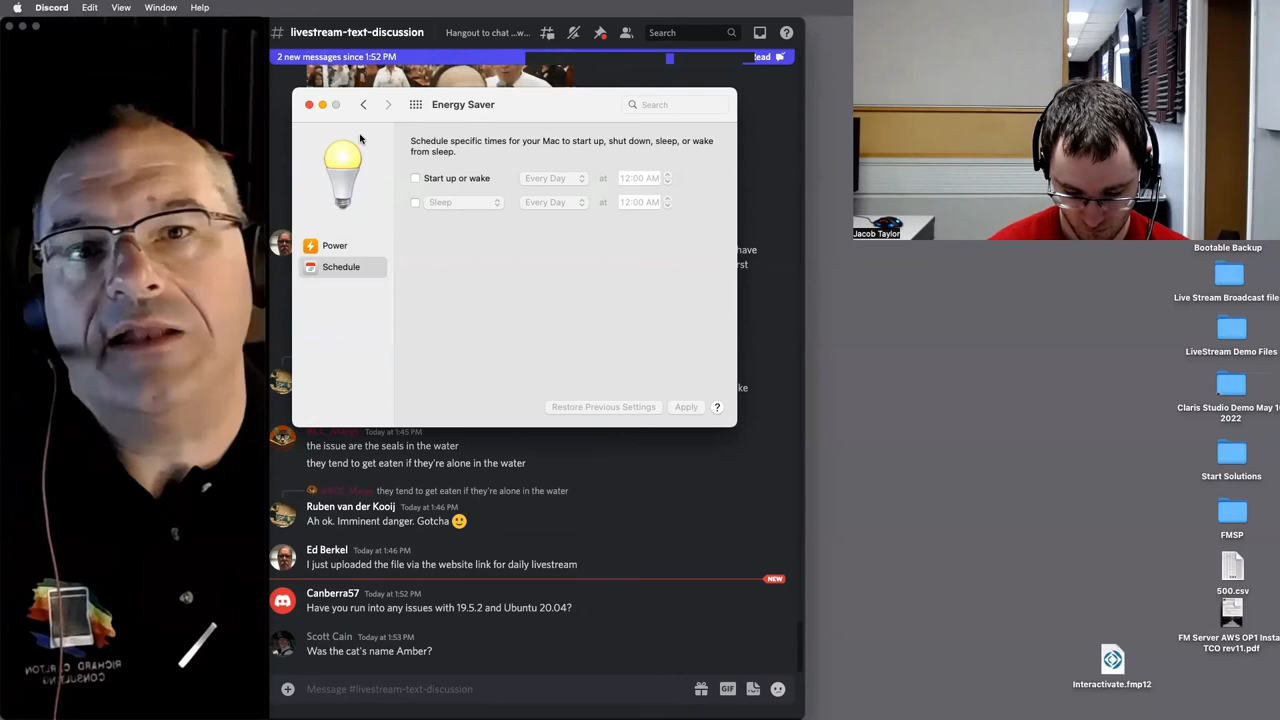 Discord Edit View Window Help
livestream-text-discussion
Hangout to chat ...w...
Search
2 new messages since 1:52 PM
Energy Saver
Search
Schedule specific times for your Mac to start up, shut down, sleep, or wake
from sleep.
Start up or wake Every Day at 12:00 AM
Sleep Every Day at 12:00 AM
Power
Schedule
Restore Previous Settings Apply ?
have
Today at 1:45 PM
the issue are the seals in the water
they tend to get eaten if they're alone in the water
they tend to get eaten if they're alone in the water
Ruben van der Kooij Today at 1:46 PM
Ah ok. Imminent danger. Gotcha
Ed Berkel Today at 1:46 PM
I just uploaded the file via the website link for daily livestream
NEW
Canberra57 Today at 1:52 PM
Have you run into any issues with 19.5.2 and Ubuntu 20.04?
Scott Cain Today at 1:53 PM
Was the cat's name Amber?
Message #livestream-text-discussion
GIF
Jacob Taylor
Bootable Backup
Live Stream Broadcast file
LiveStream Demo Files
Claris Studio Demo May 1
2022
Start Solutions
FMSP
500.csv
FM Server AWS OP1 Insta
TCO rev11.pdf
Interactivate.fmp12
RICHARD CARLTON
CONSULTING